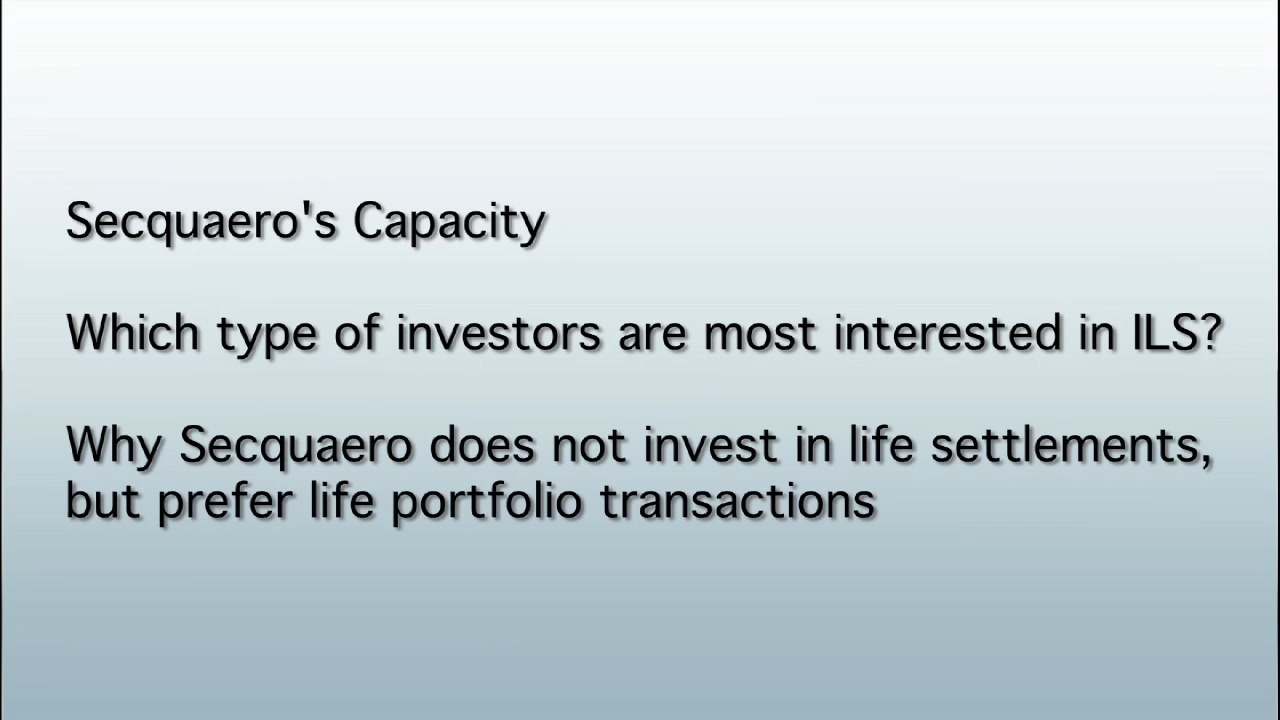 Secquaero's Capacity
Which type of investors are most interested in ILS?
Why Secquaero does not invest in life settlements,
but prefer life portfolio transactions